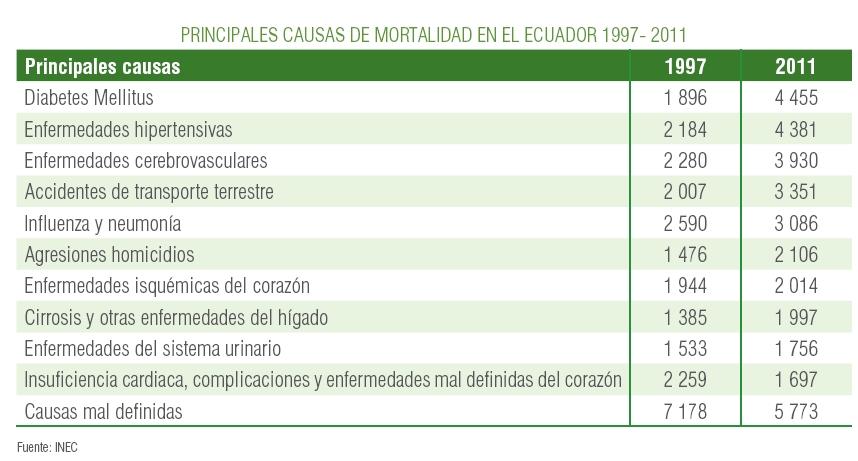 PRINCIPALES CAUSAS DE MORTALIDAD EN EL ECUADOR 1997- 2011
Principales causas 1997 2011
Diabetes Mellitus 1 896 4 455
Enfermedades hipertensivas 2 184 4 381
Enfermedades cerebrovasculares 2 280 3 930
Accidentes de transporte terrestre 2 007 3 351
Influenza y neumonía 2 590 3 086
Agresiones homicidios 1 476 2 106
Enfermedades isquémicas del corazón 1 944 2 014
Cirrosis y otras enfermedades del hígado 1 385 1 997
Enfermedades del sistema urinario 1 533 1 756
Insuficiencia cardiaca, complicaciones y enfermedades mal definidas del corazón 2 259 1 697
Causas mal definidas 7 178 5 773
Fuente: INEC